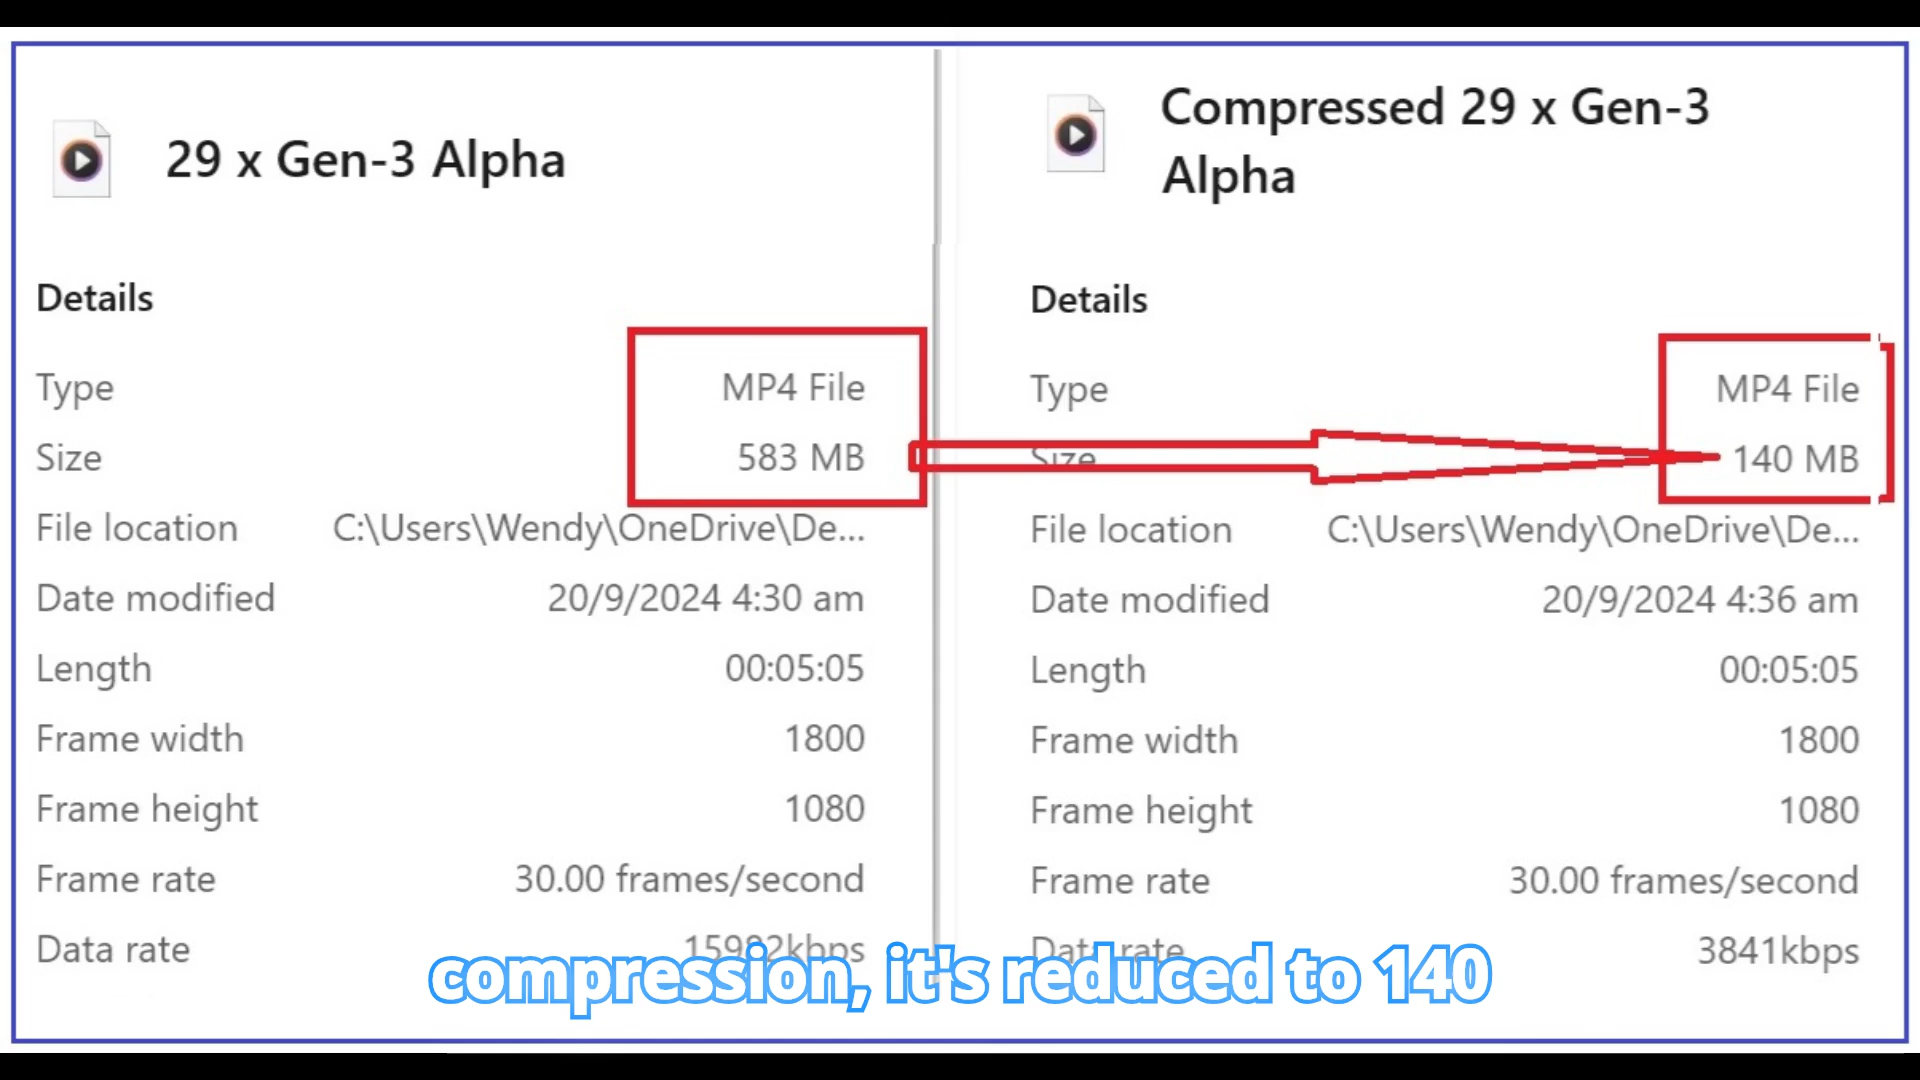 29 x Gen-3 Alpha
Details
Type MP4 File
Size 583 MB
File location C:\Users\Wendy\OneDrive\De...
Date modified 20/9/2024 4:30 am
Length 00:05:05
Frame width 1800
Frame height 1080
Frame rate 30.00 frames/second
Data rate 15992kbps
Compressed 29 x Gen-3
Alpha
Details
Type MP4 File
Size 140 MB
File location C:\Users\Wendy\OneDrive\De...
Date modified 20/9/2024 4:36 am
Length 00:05:05
Frame width 1800
Frame height 1080
Frame rate 30.00 frames/second
Data rate 3841kbps
compression, it's reduced to 140